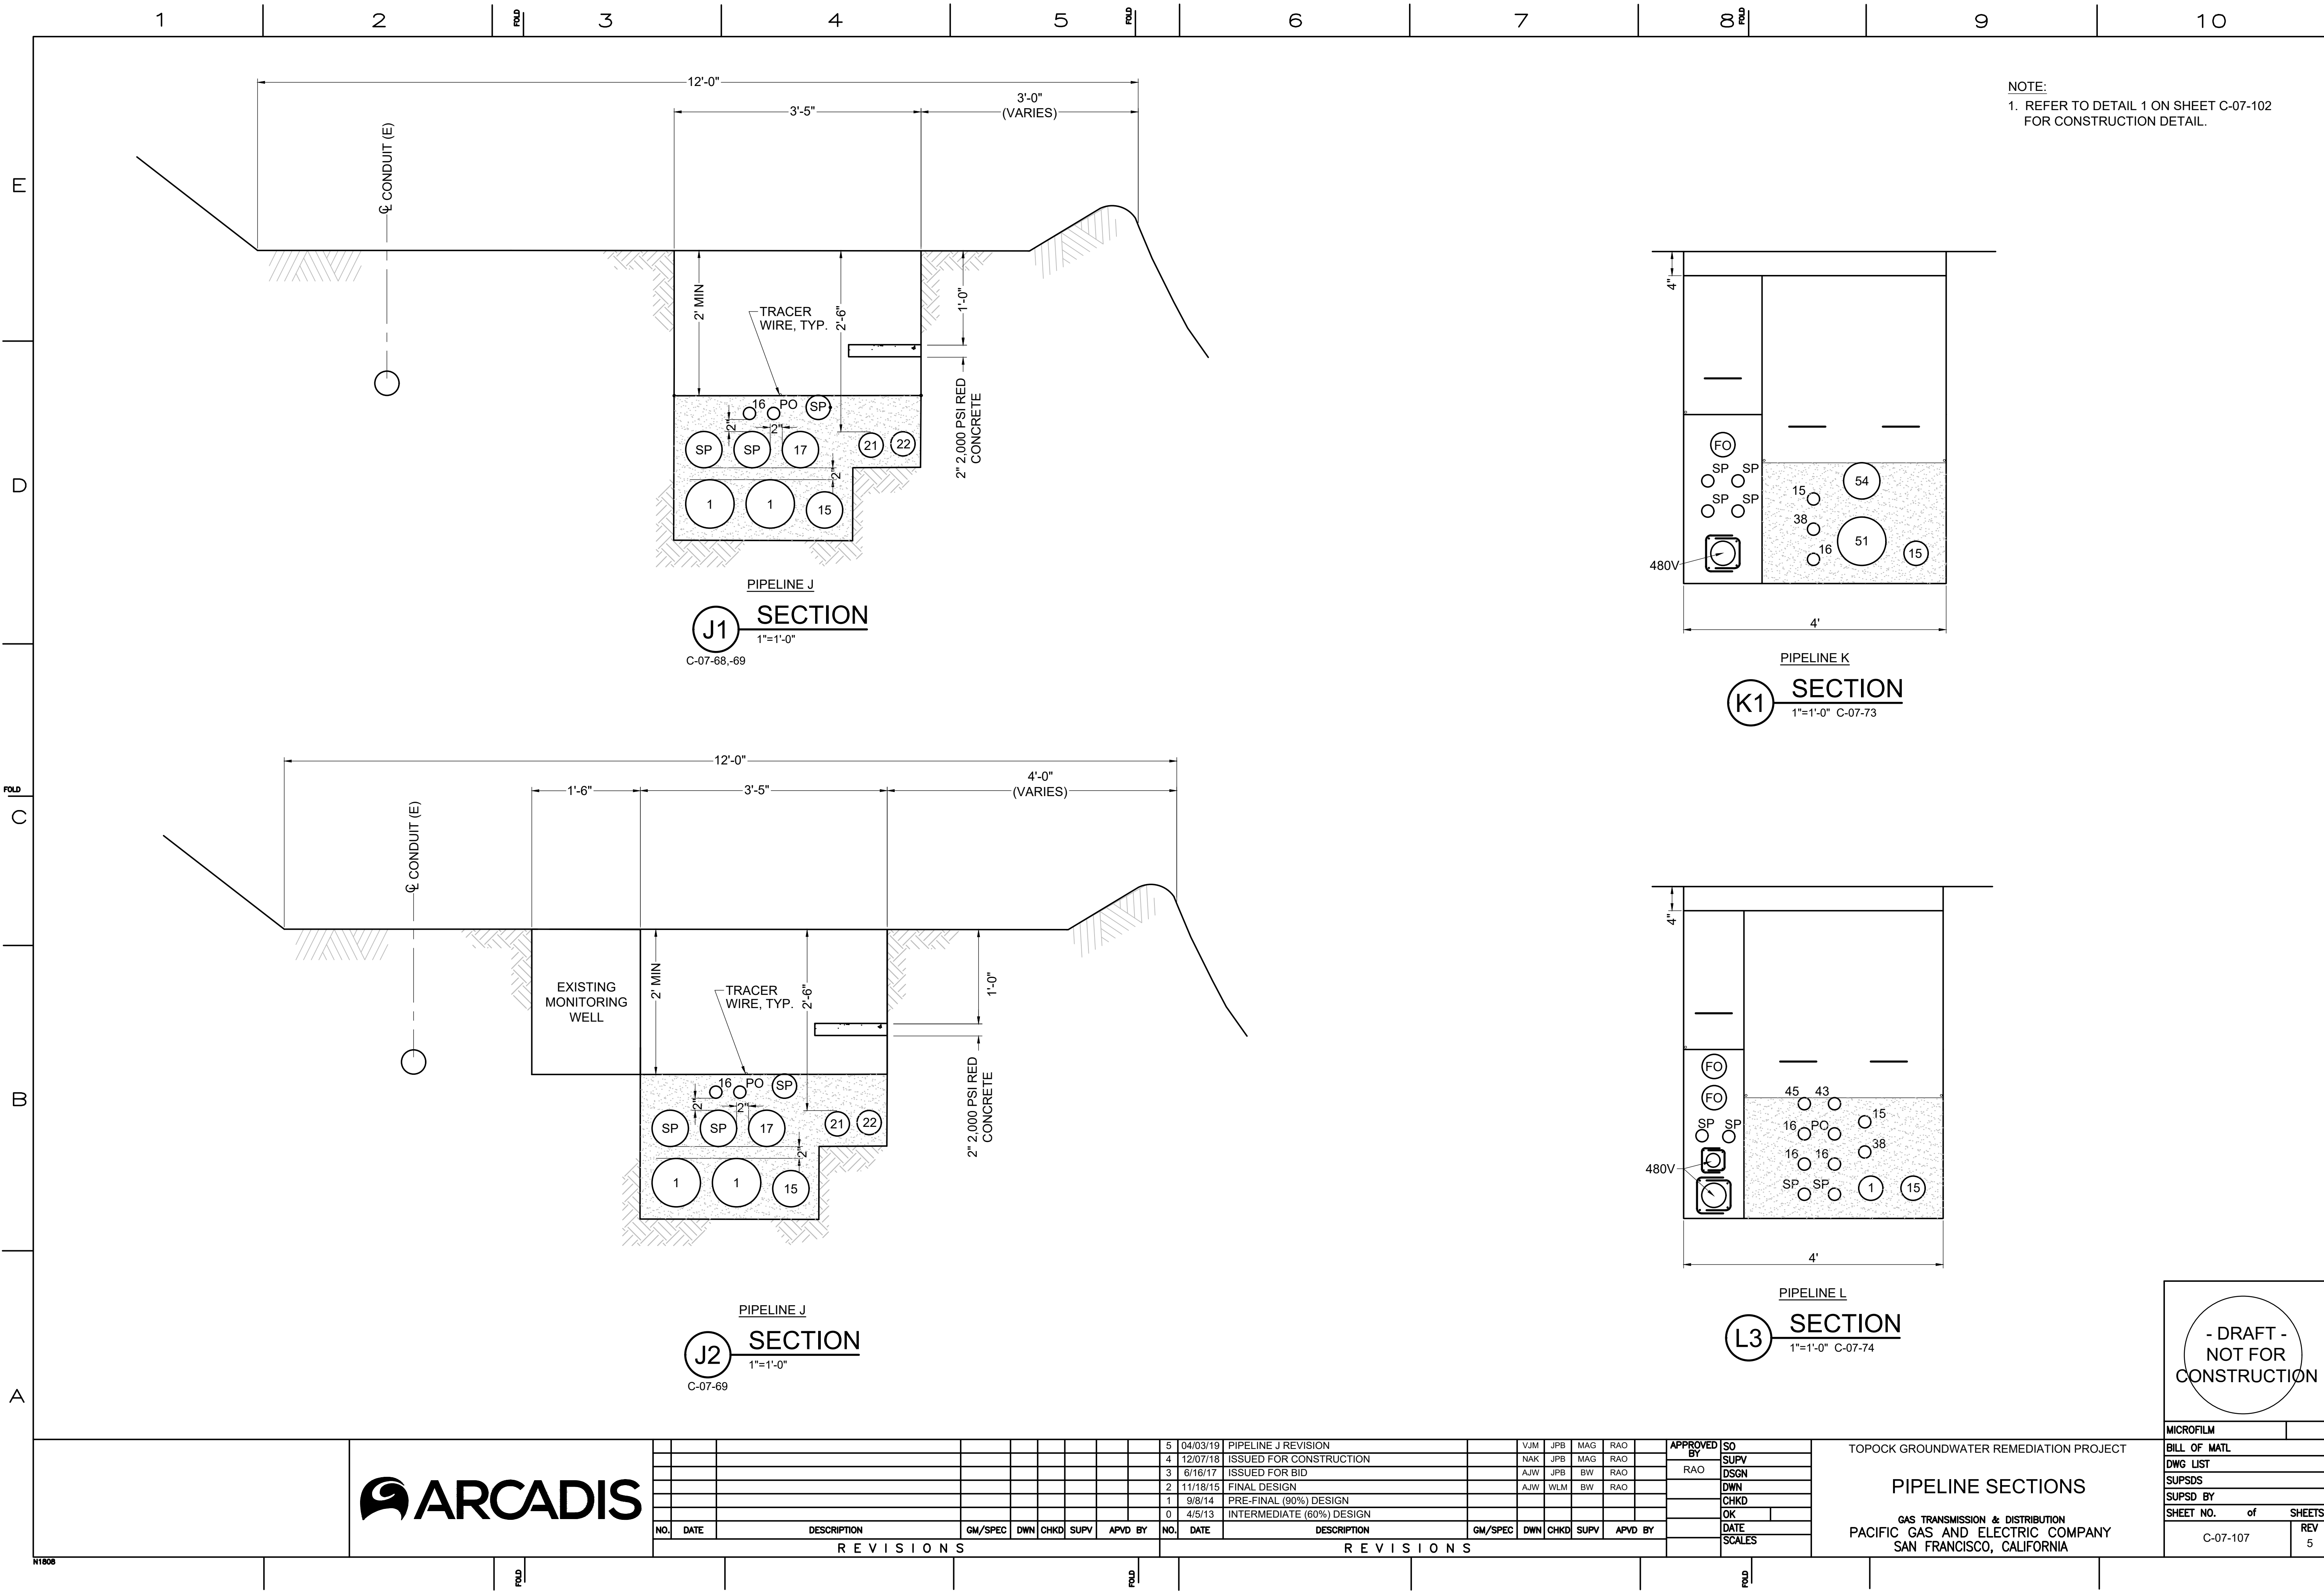 1 2 FOLD 3 4 5 FOLD 6 7 8 FOLD 9 10
E
D
FOLD
C
B
A
12'-0"
3'-5"
3'-0"
(VARIES)
℄ CONDUIT (E)
2' MIN
TRACER
WIRE, TYP.
2'-6"
1'-0"
2" 2,000 PSI RED
CONCRETE
16 PO SP
2" 2"
SP SP 17 21 22
2"
1 1 15
PIPELINE J
J1 SECTION
1"=1'-0"
C-07-68,-69
NOTE:
1. REFER TO DETAIL 1 ON SHEET C-07-102
FOR CONSTRUCTION DETAIL.
4"
FO
SP SP
SP SP
480V
15
38
16
54
51
15
4'
PIPELINE K
K1 SECTION
1"=1'-0" C-07-73
12'-0"
1'-6"
3'-5"
4'-0"
(VARIES)
℄ CONDUIT (E)
EXISTING
MONITORING
WELL
2' MIN
TRACER
WIRE, TYP.
2'-6"
1'-0"
2" 2,000 PSI RED
CONCRETE
16 PO SP
2" 2"
SP SP 17 21 22
2"
1 1 15
PIPELINE J
J2 SECTION
1"=1'-0"
C-07-69
4"
FO
FO
SP SP
480V
45 43
15
16 PO
38
16 16
SP SP 1 15
4'
PIPELINE L
L3 SECTION
1"=1'-0" C-07-74
- DRAFT -
NOT FOR
CONSTRUCTION
MICROFILM
BILL OF MATL
DWG LIST
SUPSDS
SUPSD BY
SHEET NO. of SHEETS
C-07-107
REV
5
ARCADIS
NO. DATE DESCRIPTION GM/SPEC DWN CHKD SUPV APVD BY
REVISIONS
5 04/03/19 PIPELINE J REVISION VJM JPB MAG RAO
4 12/07/18 ISSUED FOR CONSTRUCTION NAK JPB MAG RAO
3 6/16/17 ISSUED FOR BID AJW JPB BW RAO
2 11/18/15 FINAL DESIGN AJW WLM BW RAO
1 9/8/14 PRE-FINAL (90%) DESIGN
0 4/5/13 INTERMEDIATE (60%) DESIGN
NO. DATE DESCRIPTION GM/SPEC DWN CHKD SUPV APVD BY
REVISIONS
APPROVED
BY
RAO
SO
SUPV
DSGN
DWN
CHKD
OK
DATE
SCALES
TOPOCK GROUNDWATER REMEDIATION PROJECT
PIPELINE SECTIONS
GAS TRANSMISSION & DISTRIBUTION
PACIFIC GAS AND ELECTRIC COMPANY
SAN FRANCISCO, CALIFORNIA
N1808
FOLD FOLD FOLD